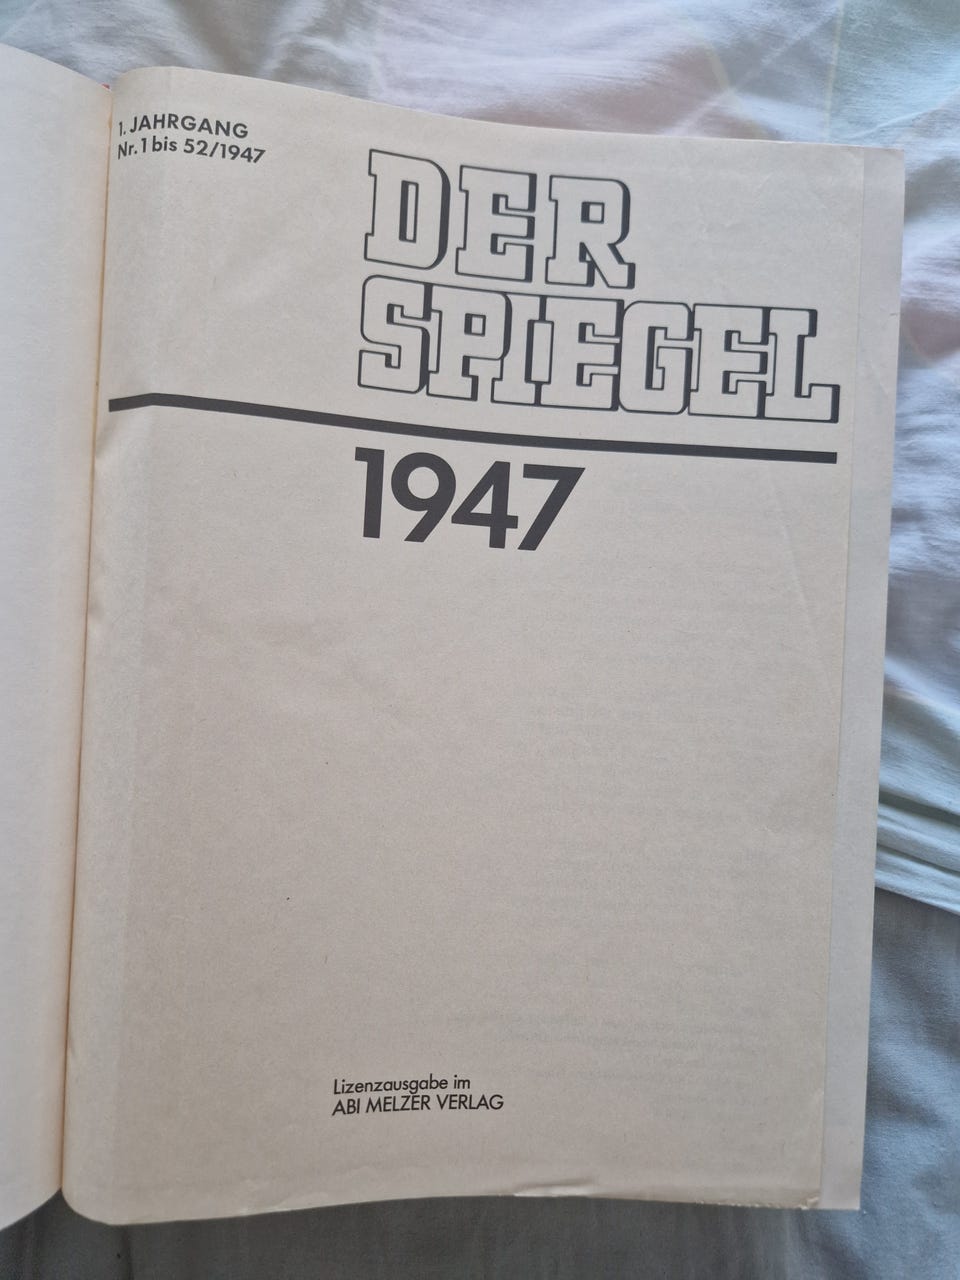 1. JAHRGANG
Nr. 1 bis 52/1947
DER
SPIEGEL
1947
Lizenzausgabe im
ABI MELZER VERLAG